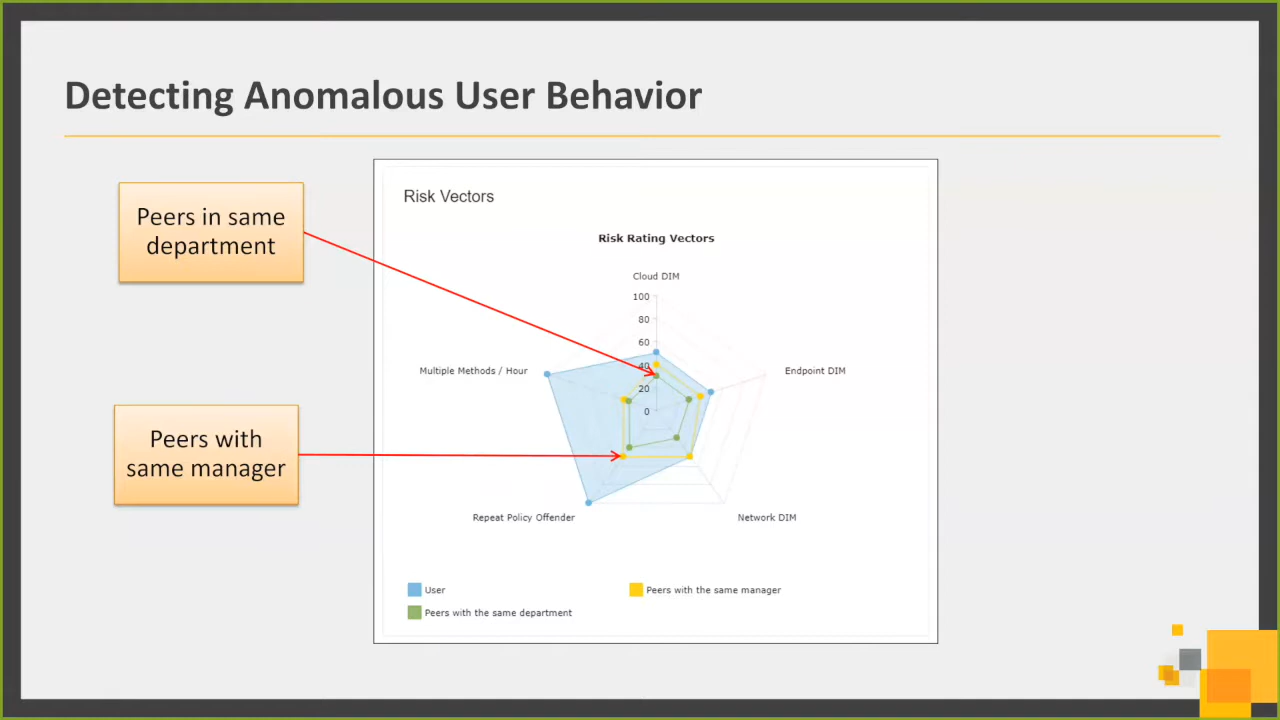 Detecting Anomalous User Behavior
Peers in same
department
Peers with
same manager
Risk Vectors
Risk Rating Vectors
Cloud DIM
100
80
60
40
20
0
Multiple Methods / Hour
Endpoint DIM
Repeat Policy Offender
Network DIM
User
Peers with the same manager
Peers with the same department